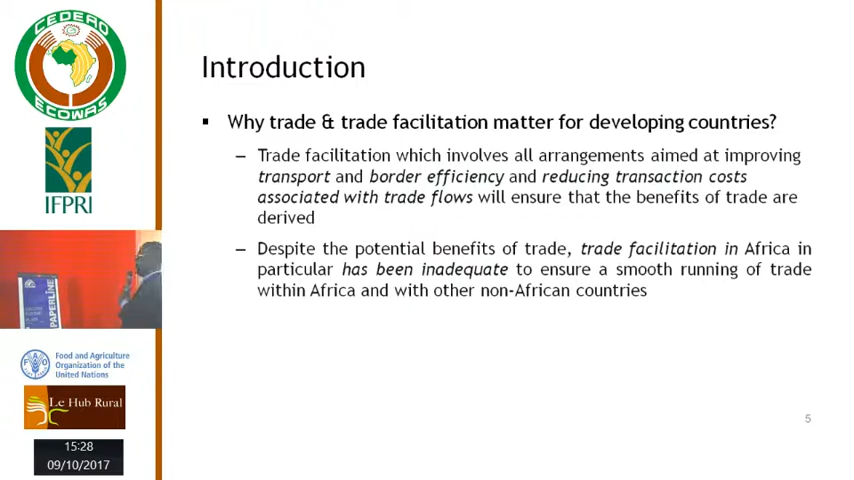 CEDEAO
ECOWAS
IFPRI
PAPERLINE
Food and Agriculture
Organization of the
United Nations
Le Hub Rural
15:28
09/10/2017
Introduction
▪ Why trade & trade facilitation matter for developing countries?
– Trade facilitation which involves all arrangements aimed at improving
transport and border efficiency and reducing transaction costs
associated with trade flows will ensure that the benefits of trade are
derived
– Despite the potential benefits of trade, trade facilitation in Africa in
particular has been inadequate to ensure a smooth running of trade
within Africa and with other non-African countries
5